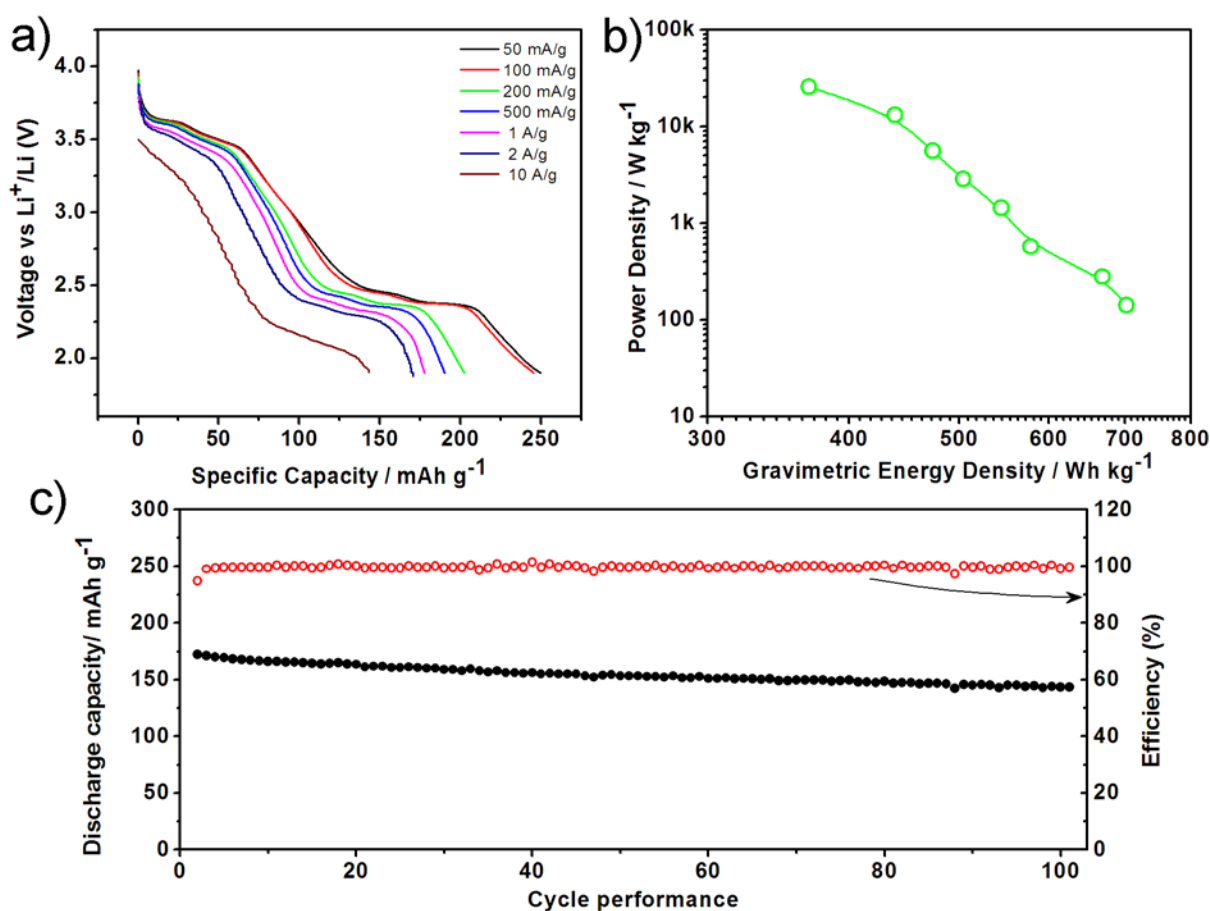 a)
50 mA/g
100 mA/g
200 mA/g
500 mA/g
1 A/g
2 A/g
10 A/g
4.0
3.5
3.0
2.5
2.0
Voltage vs Li⁺/Li (V)
0 50 100 150 200 250
Specific Capacity / mAh g⁻¹
b)
100k
10k
1k
100
10
Power Density / W kg⁻¹
300 400 500 600 700 800
Gravimetric Energy Density / Wh kg⁻¹
c)
300
250
200
150
100
50
0
Discharge capacity/ mAh g⁻¹
120
100
80
60
40
20
0
Efficiency (%)
0 20 40 60 80 100
Cycle performance